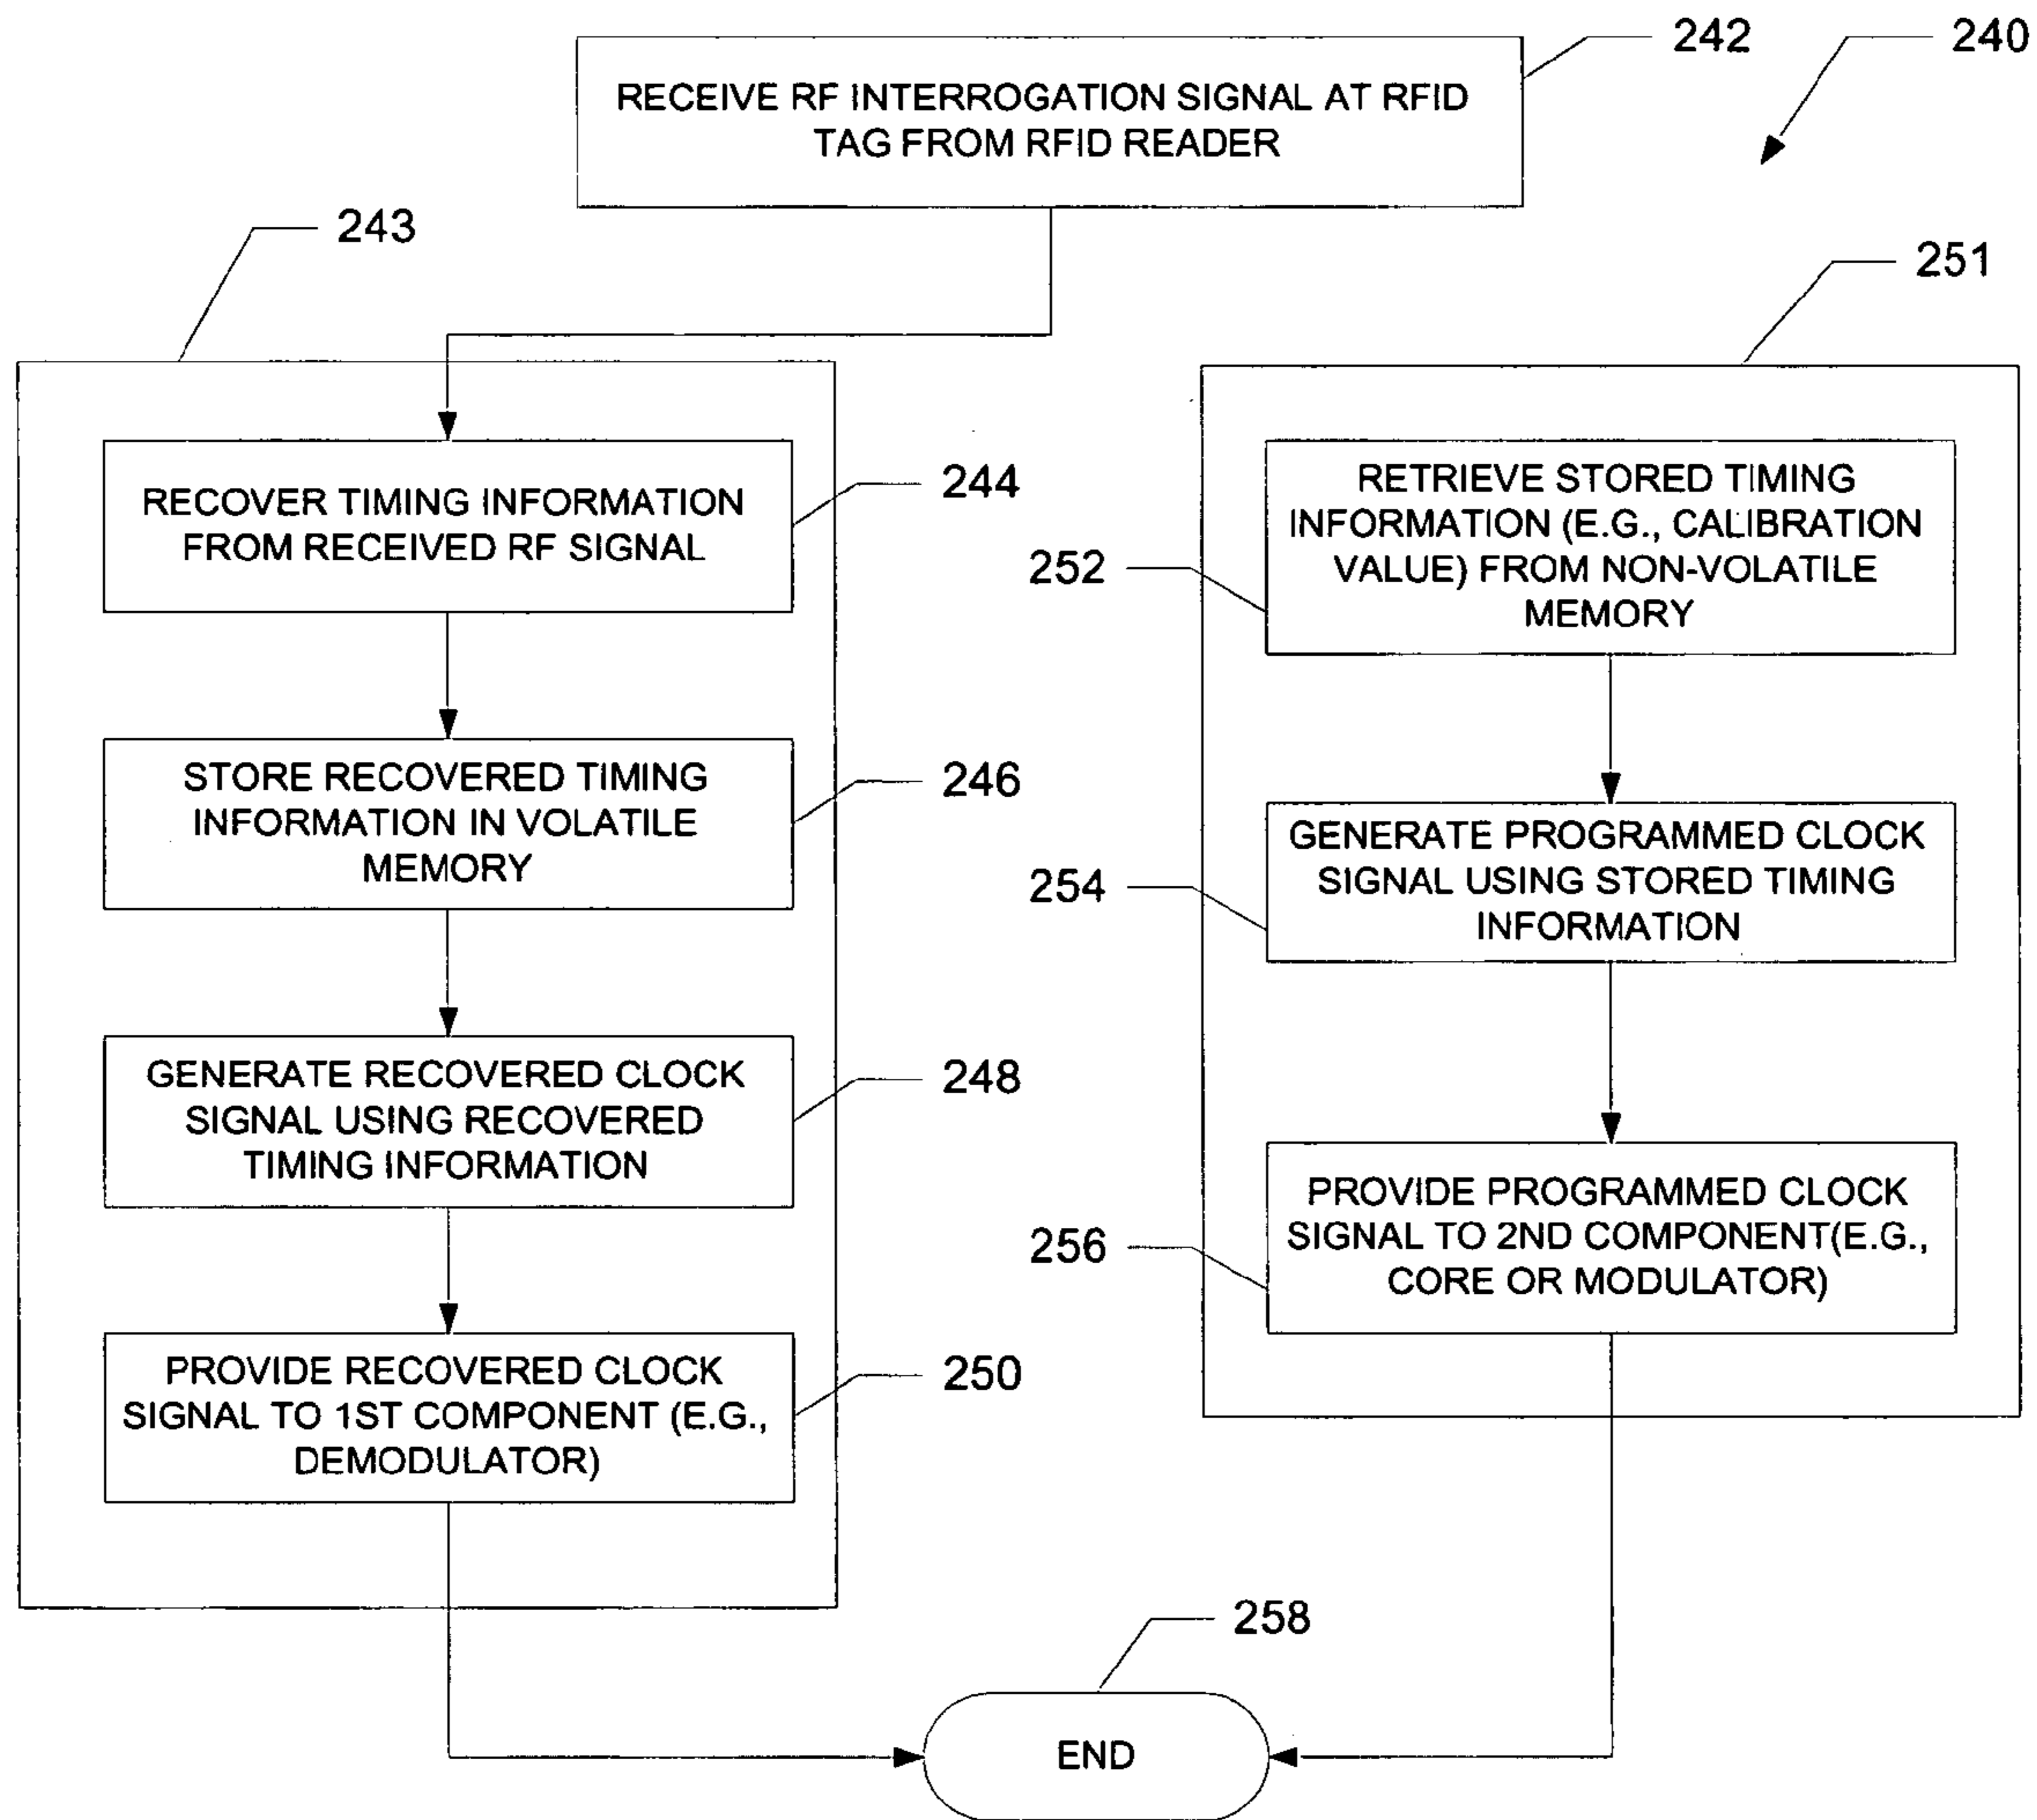 242
240
RECEIVE RF INTERROGATION SIGNAL AT RFID
TAG FROM RFID READER
243
251
RECOVER TIMING INFORMATION
FROM RECEIVED RF SIGNAL
244
STORE RECOVERED TIMING
INFORMATION IN VOLATILE
MEMORY
246
GENERATE RECOVERED CLOCK
SIGNAL USING RECOVERED
TIMING INFORMATION
248
PROVIDE RECOVERED CLOCK
SIGNAL TO 1ST COMPONENT (E.G.,
DEMODULATOR)
250
RETRIEVE STORED TIMING
INFORMATION (E.G., CALIBRATION
VALUE) FROM NON-VOLATILE
MEMORY
252
GENERATE PROGRAMMED CLOCK
SIGNAL USING STORED TIMING
INFORMATION
254
PROVIDE PROGRAMMED CLOCK
SIGNAL TO 2ND COMPONENT(E.G.,
CORE OR MODULATOR)
256
258
END